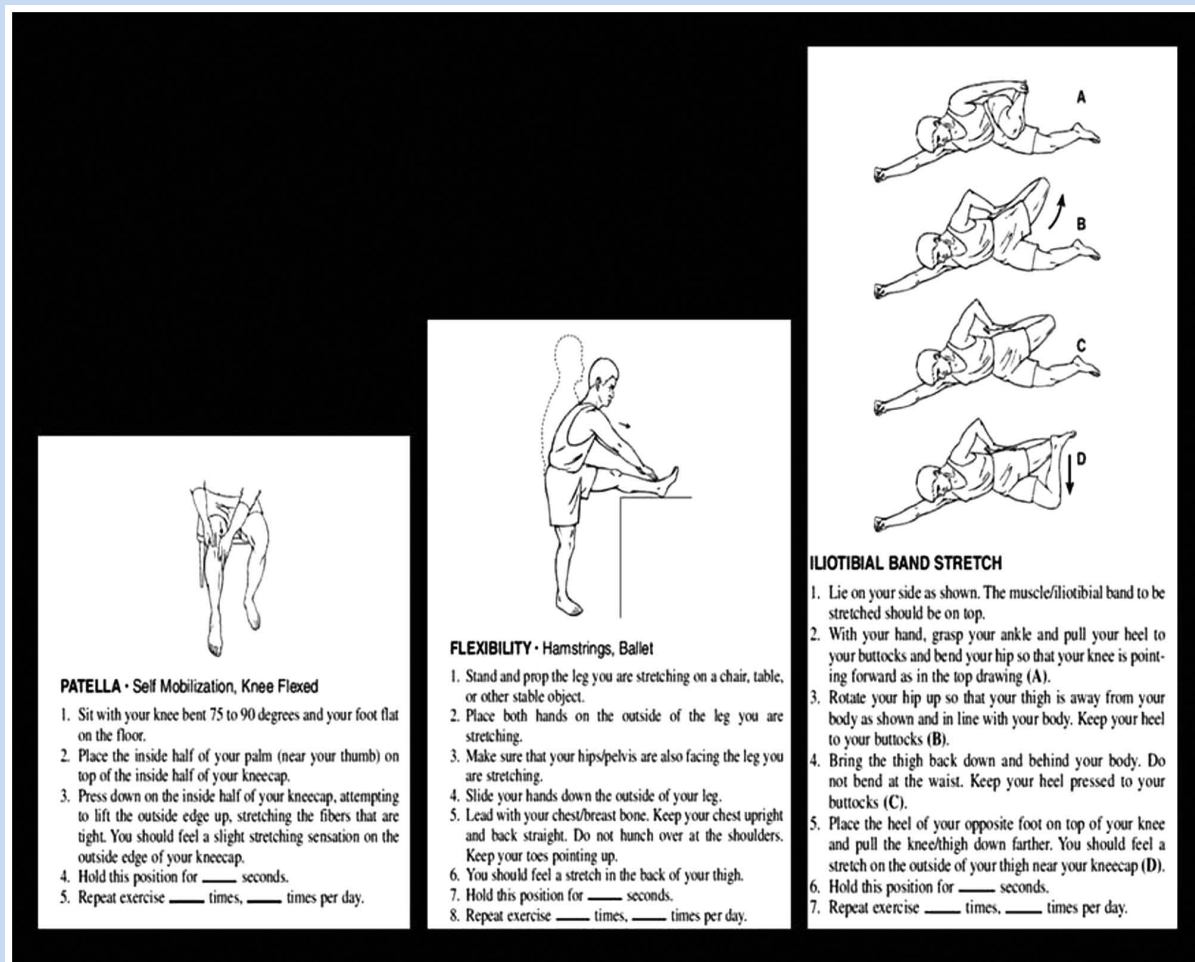 PATELLA · Self Mobilization, Knee Flexed
1. Sit with your knee bent 75 to 90 degrees and your foot flat
on the floor.
2. Place the inside half of your palm (near your thumb) on
top of the inside half of your kneecap.
3. Press down on the inside half of your kneecap, attempting
to lift the outside edge up, stretching the fibers that are
tight. You should feel a slight stretching sensation on the
outside edge of your kneecap.
4. Hold this position for ____ seconds.
5. Repeat exercise ____ times, ____ times per day.
FLEXIBILITY · Hamstrings, Ballet
1. Stand and prop the leg you are stretching on a chair, table,
or other stable object.
2. Place both hands on the outside of the leg you are
stretching.
3. Make sure that your hips/pelvis are also facing the leg you
are stretching.
4. Slide your hands down the outside of your leg.
5. Lead with your chest/breast bone. Keep your chest upright
and back straight. Do not hunch over at the shoulders.
Keep your toes pointing up.
6. You should feel a stretch in the back of your thigh.
7. Hold this position for ____ seconds.
8. Repeat exercise ____ times, ____ times per day.
A
B
C
D
ILIOTIBIAL BAND STRETCH
1. Lie on your side as shown. The muscle/iliotibial band to be
stretched should be on top.
2. With your hand, grasp your ankle and pull your heel to
your buttocks and bend your hip so that your knee is point-
ing forward as in the top drawing (A).
3. Rotate your hip up so that your thigh is away from your
body as shown and in line with your body. Keep your heel
to your buttocks (B).
4. Bring the thigh back down and behind your body. Do
not bend at the waist. Keep your heel pressed to your
buttocks (C).
5. Place the heel of your opposite foot on top of your knee
and pull the knee/thigh down farther. You should feel a
stretch on the outside of your thigh near your kneecap (D).
6. Hold this position for ____ seconds.
7. Repeat exercise ____ times, ____ times per day.